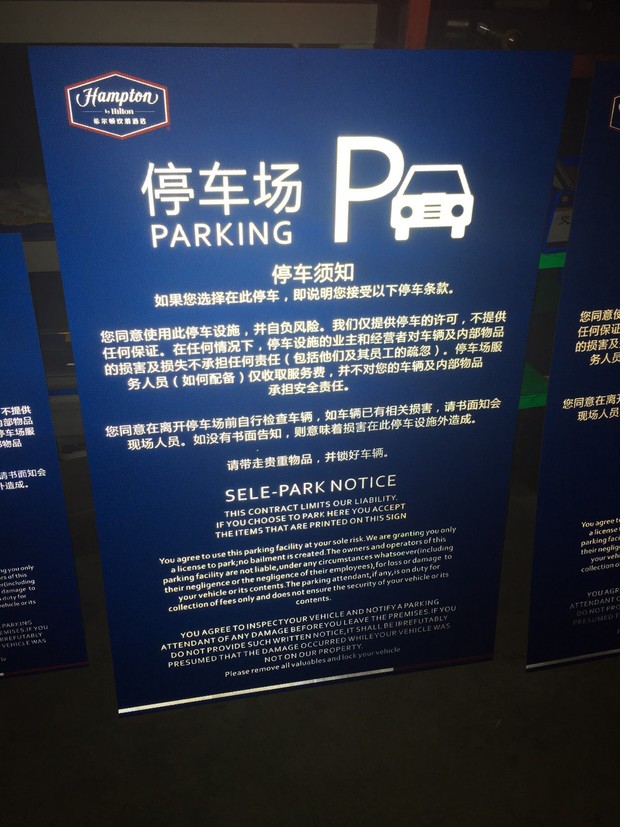 Hampton
by Hilton
希尔顿欢朋酒店
停车场
PARKING
P
停车须知
如果您选择在此停车，即说明您接受以下停车条款。
您同意使用此停车设施，并自负风险。我们仅提供停车的许可，不提供
任何保证。在任何情况下，停车设施的业主和经营者对车辆及内部物品
的损害及损失不承担任何责任（包括他们及其员工的疏忽）。停车场服
务人员（如何配备）仅收取服务费，并不对您的车辆及内部物品
承担安全责任。
您同意在离开停车场前自行检查车辆，如车辆已有相关损害，请书面知会
现场人员。如没有书面告知，则意味着损害在此停车设施外造成。
请带走贵重物品，并锁好车辆。
SELE-PARK NOTICE
THIS CONTRACT LIMITS OUR LIABILITY.
IF YOU CHOOSE TO PARK HERE YOU ACCEPT
THE ITEMS THAT ARE PRINTED ON THIS SIGN
You agree to use this parking facility at your sole risk.We are granting you only
a license to park;no bailment is created.The owners and operators of this
parking facility are not liable,under any circumstances whatsoever(including
their negligence or the negligence of their employees),for loss or damage to
your vehicle or its contents.The parking attendant,if any,is on duty for
collection of fees only and does not ensure the security of your vehicle or its
contents.
YOU AGREE TO INSPECTYOUR VEHICLE AND NOTIFY A PARKING
ATTENDANT OF ANY DAMAGE BEFOREYOU LEAVE THE PREMISES.IF YOU
DO NOT PROVIDE SUCH WRITTEN NOTICE,IT SHALL BE IRREFUTABLY
PRESUMED THAT THE DAMAGE OCCURRED WHILE YOUR VEHICLE WAS
NOT ON OUR PROPERTY.
Please remove all valuables and lock your vehicle